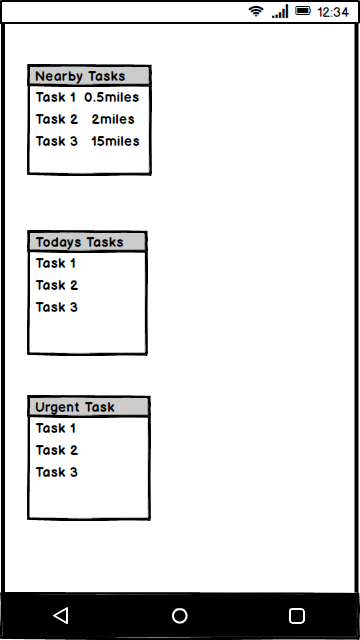 12:34
Nearby Tasks
Task 1 0.5miles
Task 2 2miles
Task 3 15miles
Todays Tasks
Task 1
Task 2
Task 3
Urgent Task
Task 1
Task 2
Task 3